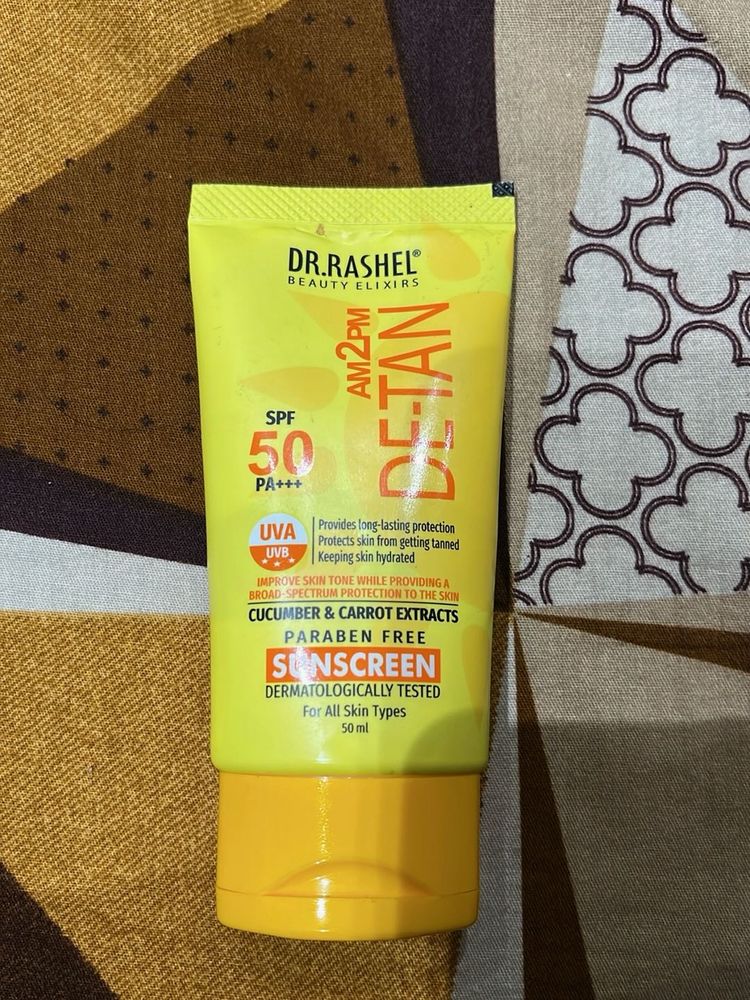 DR.RASHEL®
BEAUTY ELIXIRS
AM2PM
DE-TAN
SPF
50
PA+++
UVA
UVB
Provides long-lasting protection
Protects skin from getting tanned
Keeping skin hydrated
IMPROVE SKIN TONE WHILE PROVIDING A
BROAD-SPECTRUM PROTECTION TO THE SKIN
CUCUMBER & CARROT EXTRACTS
PARABEN FREE
SUNSCREEN
DERMATOLOGICALLY TESTED
For All Skin Types
50 ml